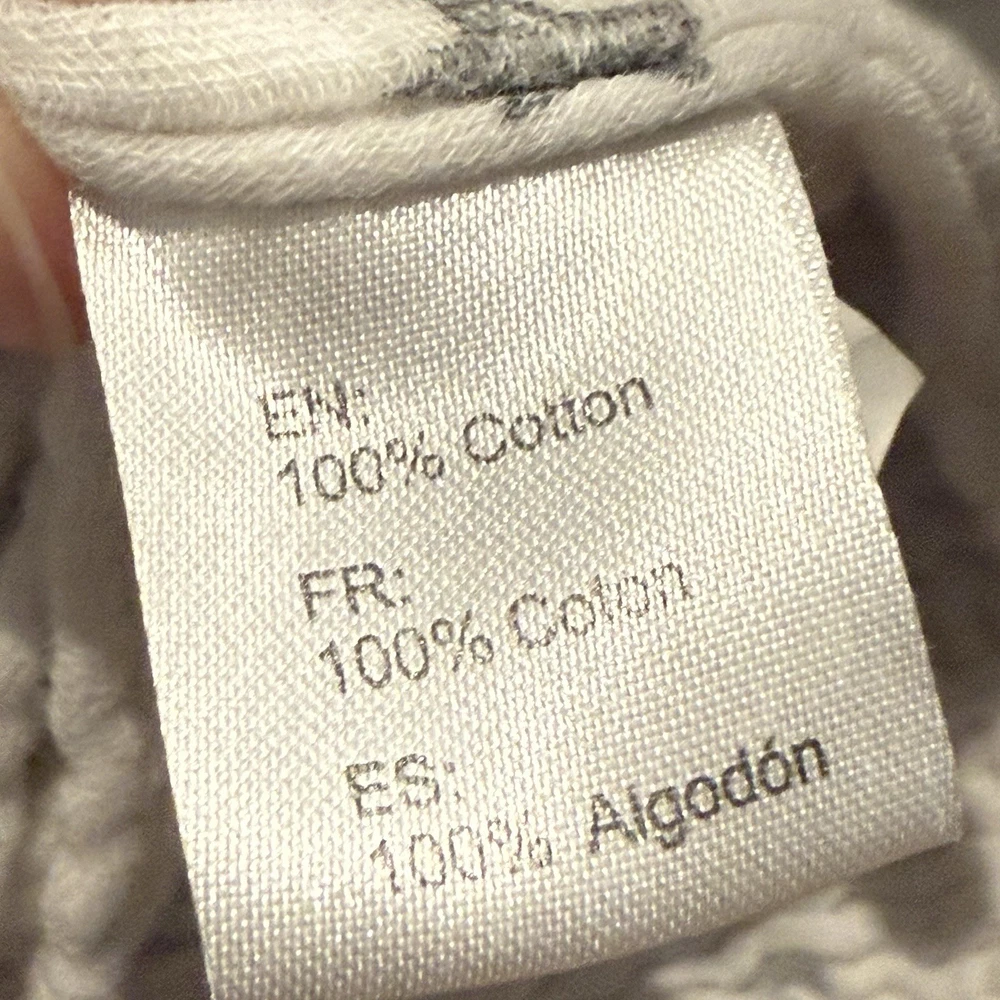 EN:
100% Cotton
FR:
100% Coton
ES:
100% Algodón